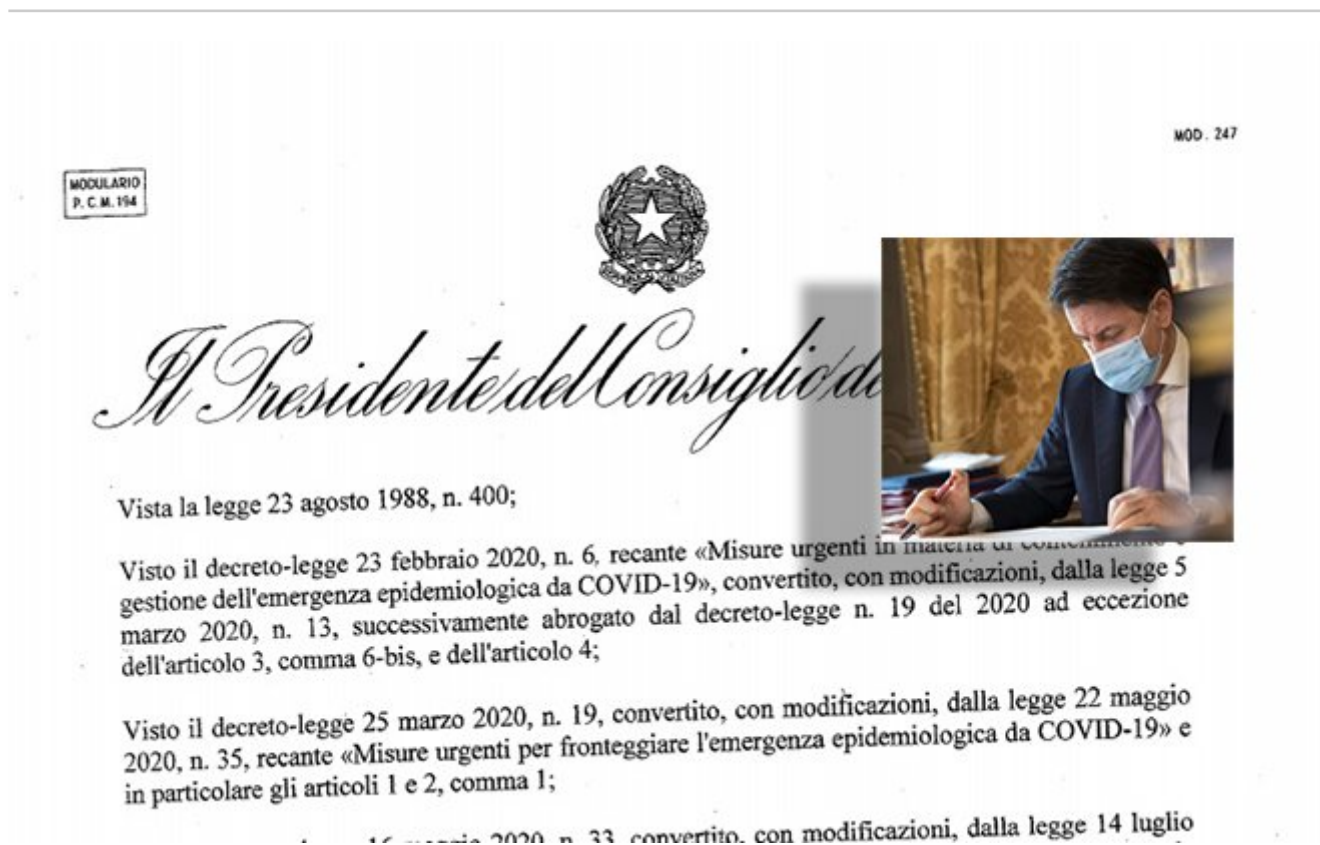 MOD. 247
MODULARIO
P. C. M. 194
Il Presidente del Consiglio
Vista la legge 23 agosto 1988, n. 400;
Visto il decreto-legge 23 febbraio 2020, n. 6, recante «Misure urgenti in materia di
gestione dell'emergenza epidemiologica da COVID-19», convertito, con modificazioni, dalla legge 5
marzo 2020, n. 13, successivamente abrogato dal decreto-legge n. 19 del 2020 ad eccezione
dell'articolo 3, comma 6-bis, e dell'articolo 4;
Visto il decreto-legge 25 marzo 2020, n. 19, convertito, con modificazioni, dalla legge 22 maggio
2020, n. 35, recante «Misure urgenti per fronteggiare l'emergenza epidemiologica da COVID-19» e
in particolare gli articoli 1 e 2, comma 1;
16 maggio 2020, n. 33, convertito, con modificazioni, dalla legge 14 luglio